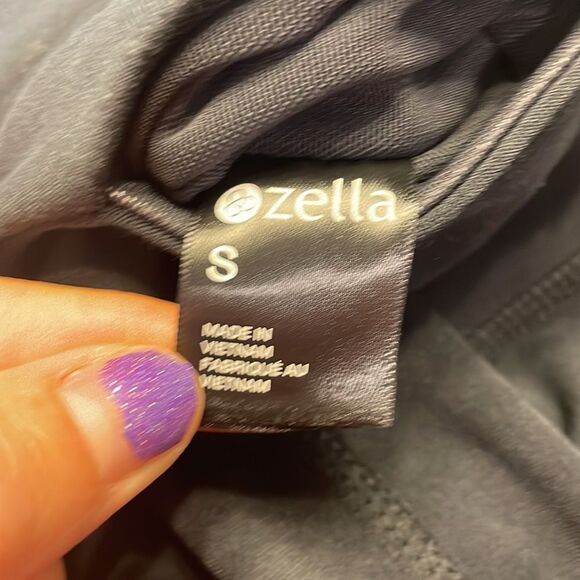 zella
S
MADE IN
VIETNAM
FABRIQUÉ AU
VIETNAM